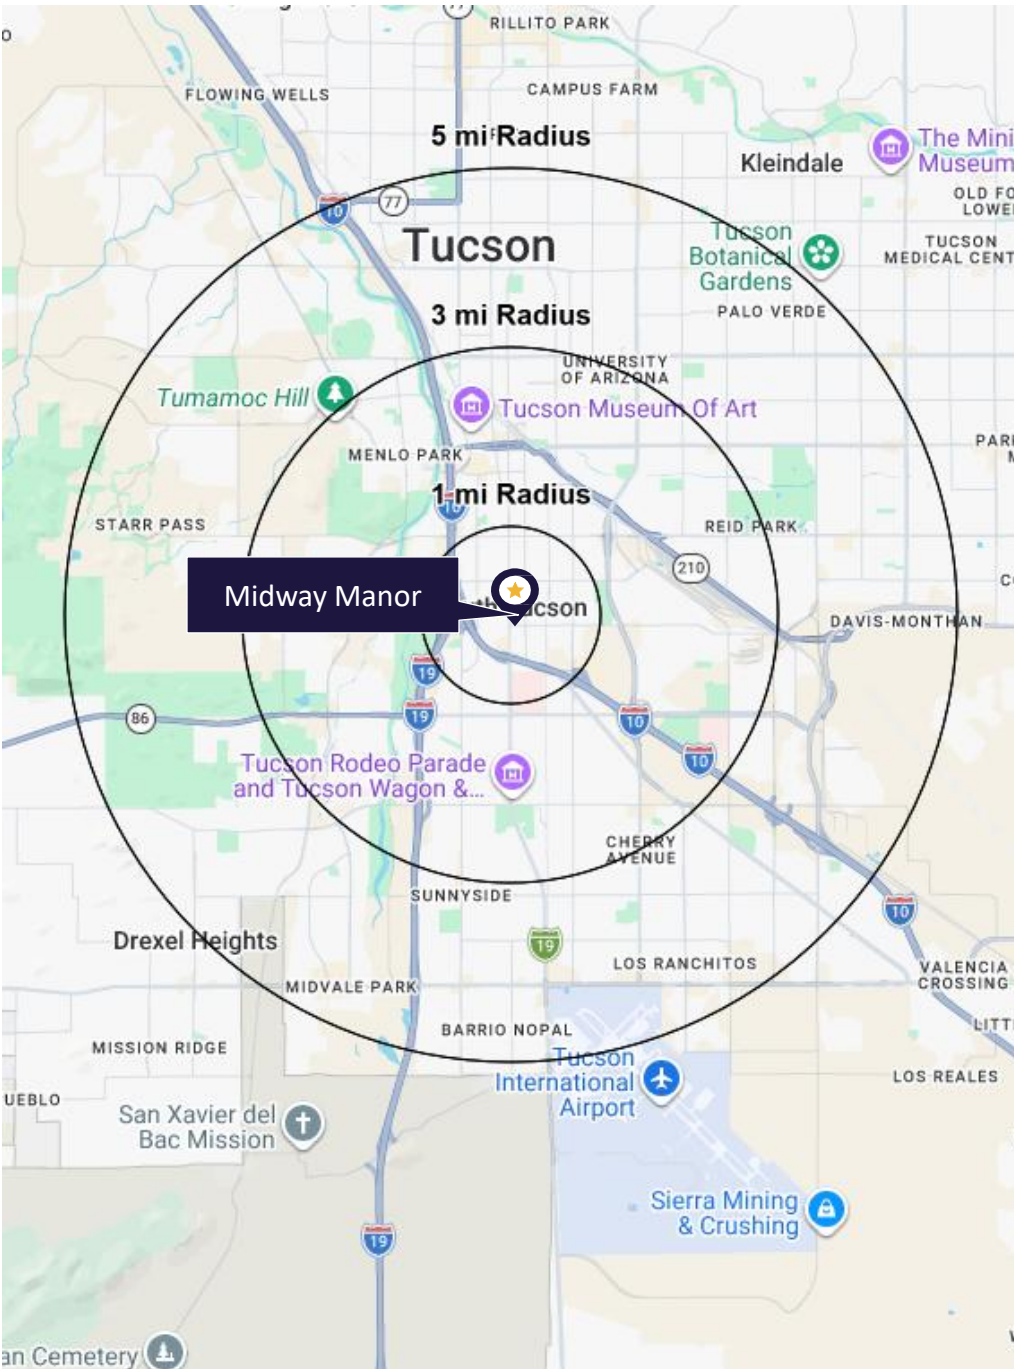 77
RILLITO PARK
FLOWING WELLS
CAMPUS FARM
5 mi Radius
Kleindale
The Mini
Museum
OLD FO
LOWE
10
77
Tucson
Tucson
Botanical
Gardens
TUCSON
MEDICAL CENT
3 mi Radius
PALO VERDE
UNIVERSITY
OF ARIZONA
Tumamoc Hill
Tucson Museum Of Art
MENLO PARK
PAR
1 mi Radius
10
STARR PASS
REID PARK
210
Midway Manor
Tucson
DAVIS-MONTHAN
19
19
86
10
10
Tucson Rodeo Parade
and Tucson Wagon &...
CHERRY
AVENUE
SUNNYSIDE
10
Drexel Heights
19
LOS RANCHITOS
VALENCIA
CROSSING
MIDVALE PARK
BARRIO NOPAL
LITT
MISSION RIDGE
Tucson
International
Airport
LOS REALES
UEBLO
San Xavier del
Bac Mission
Sierra Mining
& Crushing
19
an Cemetery